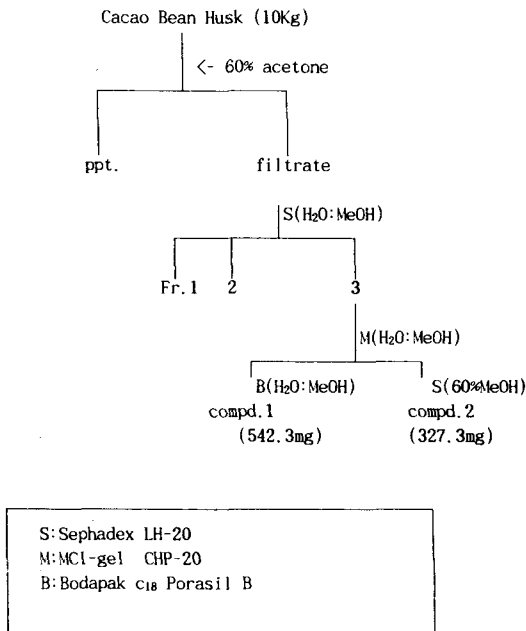 Cacao Bean Husk (10Kg)
<- 60% acetone
ppt. filtrate
S(H₂O:MeOH)
Fr.1 2 3
M(H₂O:MeOH)
B(H₂O:MeOH) S(60%MeOH)
compd.1 compd.2
(542.3mg) (327.3mg)
S:Sephadex LH-20
M:MCl-gel CHP-20
B:Bodapak c₁₈ Porasil B